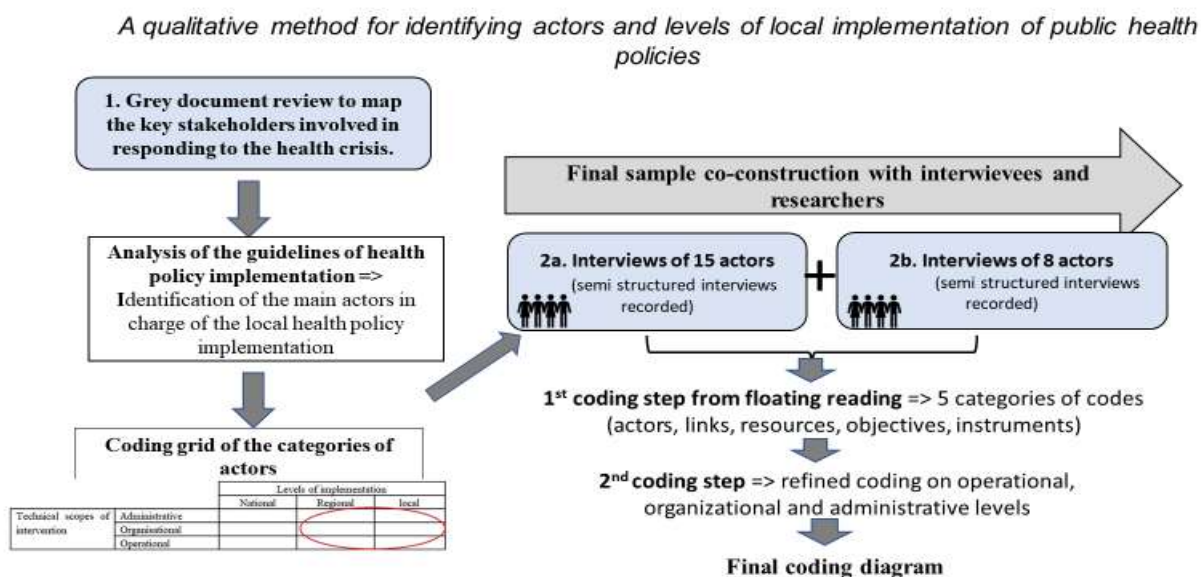 A qualitative method for identifying actors and levels of local implementation of public health
policies
1. Grey document review to map
the key stakeholders involved in
responding to the health crisis.
Analysis of the guidelines of health
policy implementation =>
Identification of the main actors in
charge of the local health policy
implementation
Coding grid of the categories of
actors
Levels of implementation
National Regional local
Technical scopes of
intervention
Administrative
Organisational
Operational
Final sample co-construction with interwievees and
researchers
2a. Interviews of 15 actors
(semi structured interviews
recorded)
+
2b. Interviews of 8 actors
(semi structured interviews
recorded)
1st coding step from floating reading => 5 categories of codes
(actors, links, resources, objectives, instruments)
2nd coding step => refined coding on operational,
organizational and administrative levels
Final coding diagram